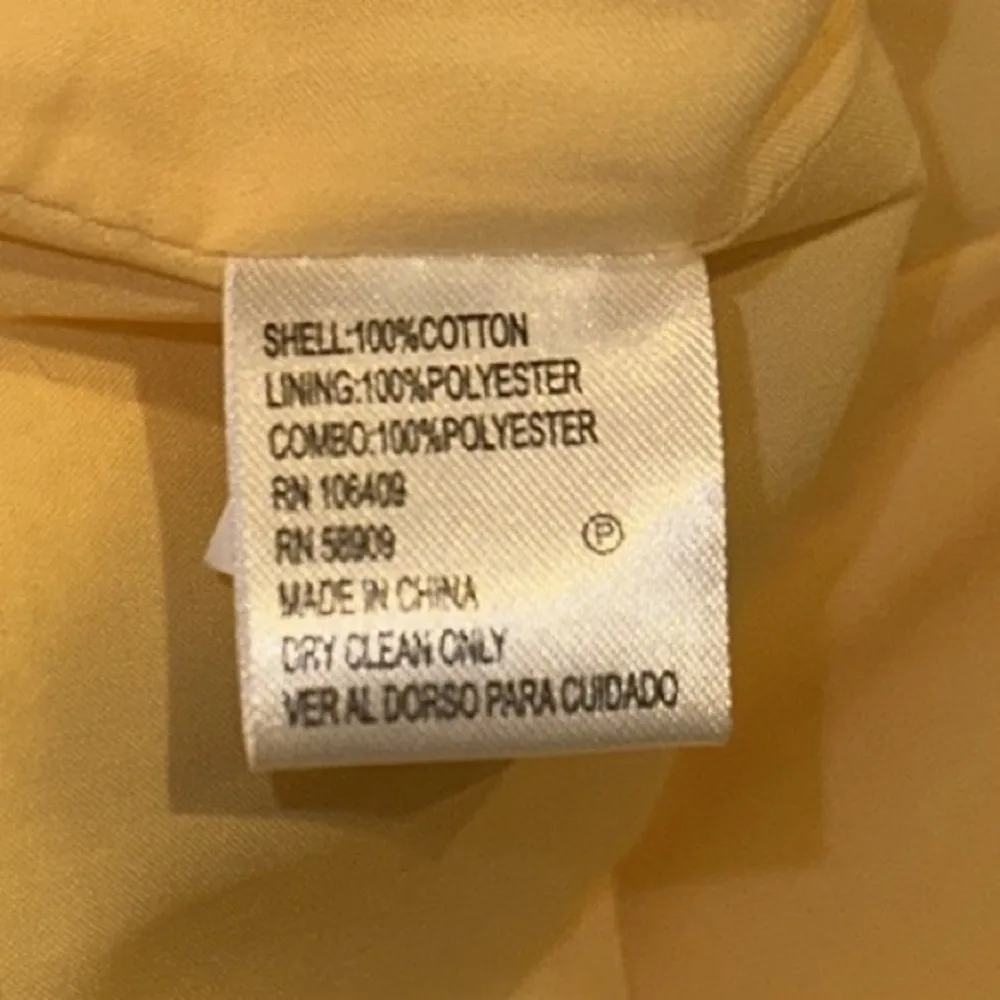 SHELL:100%COTTON
LINING:100%POLYESTER
COMBO:100%POLYESTER
RN 106409
RN 58909
P
MADE IN CHINA
DRY CLEAN ONLY
VER AL DORSO PARA CUIDADO